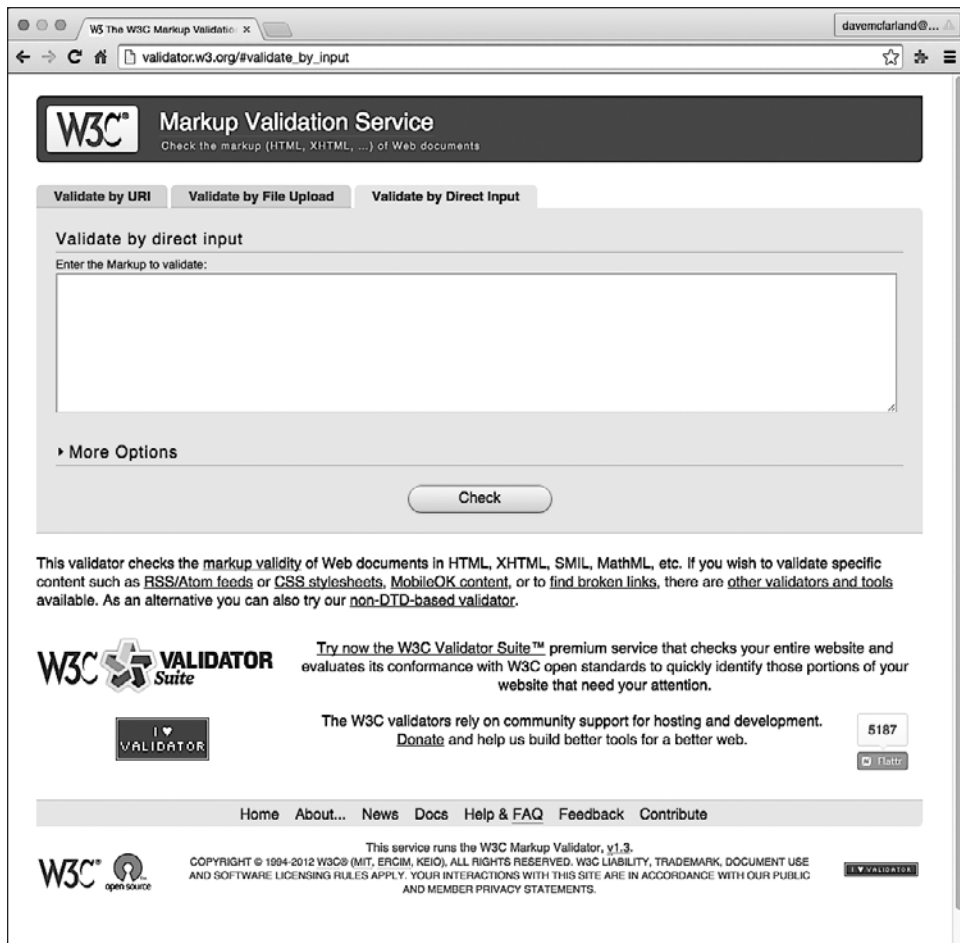 W3 The W3C Markup Validatio
davemcfarland@...
validator.w3.org/#validate_by_input
W3C® Markup Validation Service
Check the markup (HTML, XHTML, ...) of Web documents
Validate by URI Validate by File Upload Validate by Direct Input
Validate by direct input
Enter the Markup to validate:
More Options
Check
This validator checks the markup validity of Web documents in HTML, XHTML, SMIL, MathML, etc. If you wish to validate specific
content such as RSS/Atom feeds or CSS stylesheets, MobileOK content, or to find broken links, there are other validators and tools
available. As an alternative you can also try our non-DTD-based validator.
W3C VALIDATOR
Suite
Try now the W3C Validator Suite™ premium service that checks your entire website and
evaluates its conformance with W3C open standards to quickly identify those portions of your
website that need your attention.
I ♥
VALIDATOR
The W3C validators rely on community support for hosting and development.
Donate and help us build better tools for a better web.
5187
Flattr
Home About... News Docs Help & FAQ Feedback Contribute
W3C®
open source
This service runs the W3C Markup Validator, v1.3.
COPYRIGHT © 1994-2012 W3C® (MIT, ERCIM, KEIO), ALL RIGHTS RESERVED. W3C LIABILITY, TRADEMARK, DOCUMENT USE
AND SOFTWARE LICENSING RULES APPLY. YOUR INTERACTIONS WITH THIS SITE ARE IN ACCORDANCE WITH OUR PUBLIC
AND MEMBER PRIVACY STATEMENTS.
I ♥ VALIDATOR